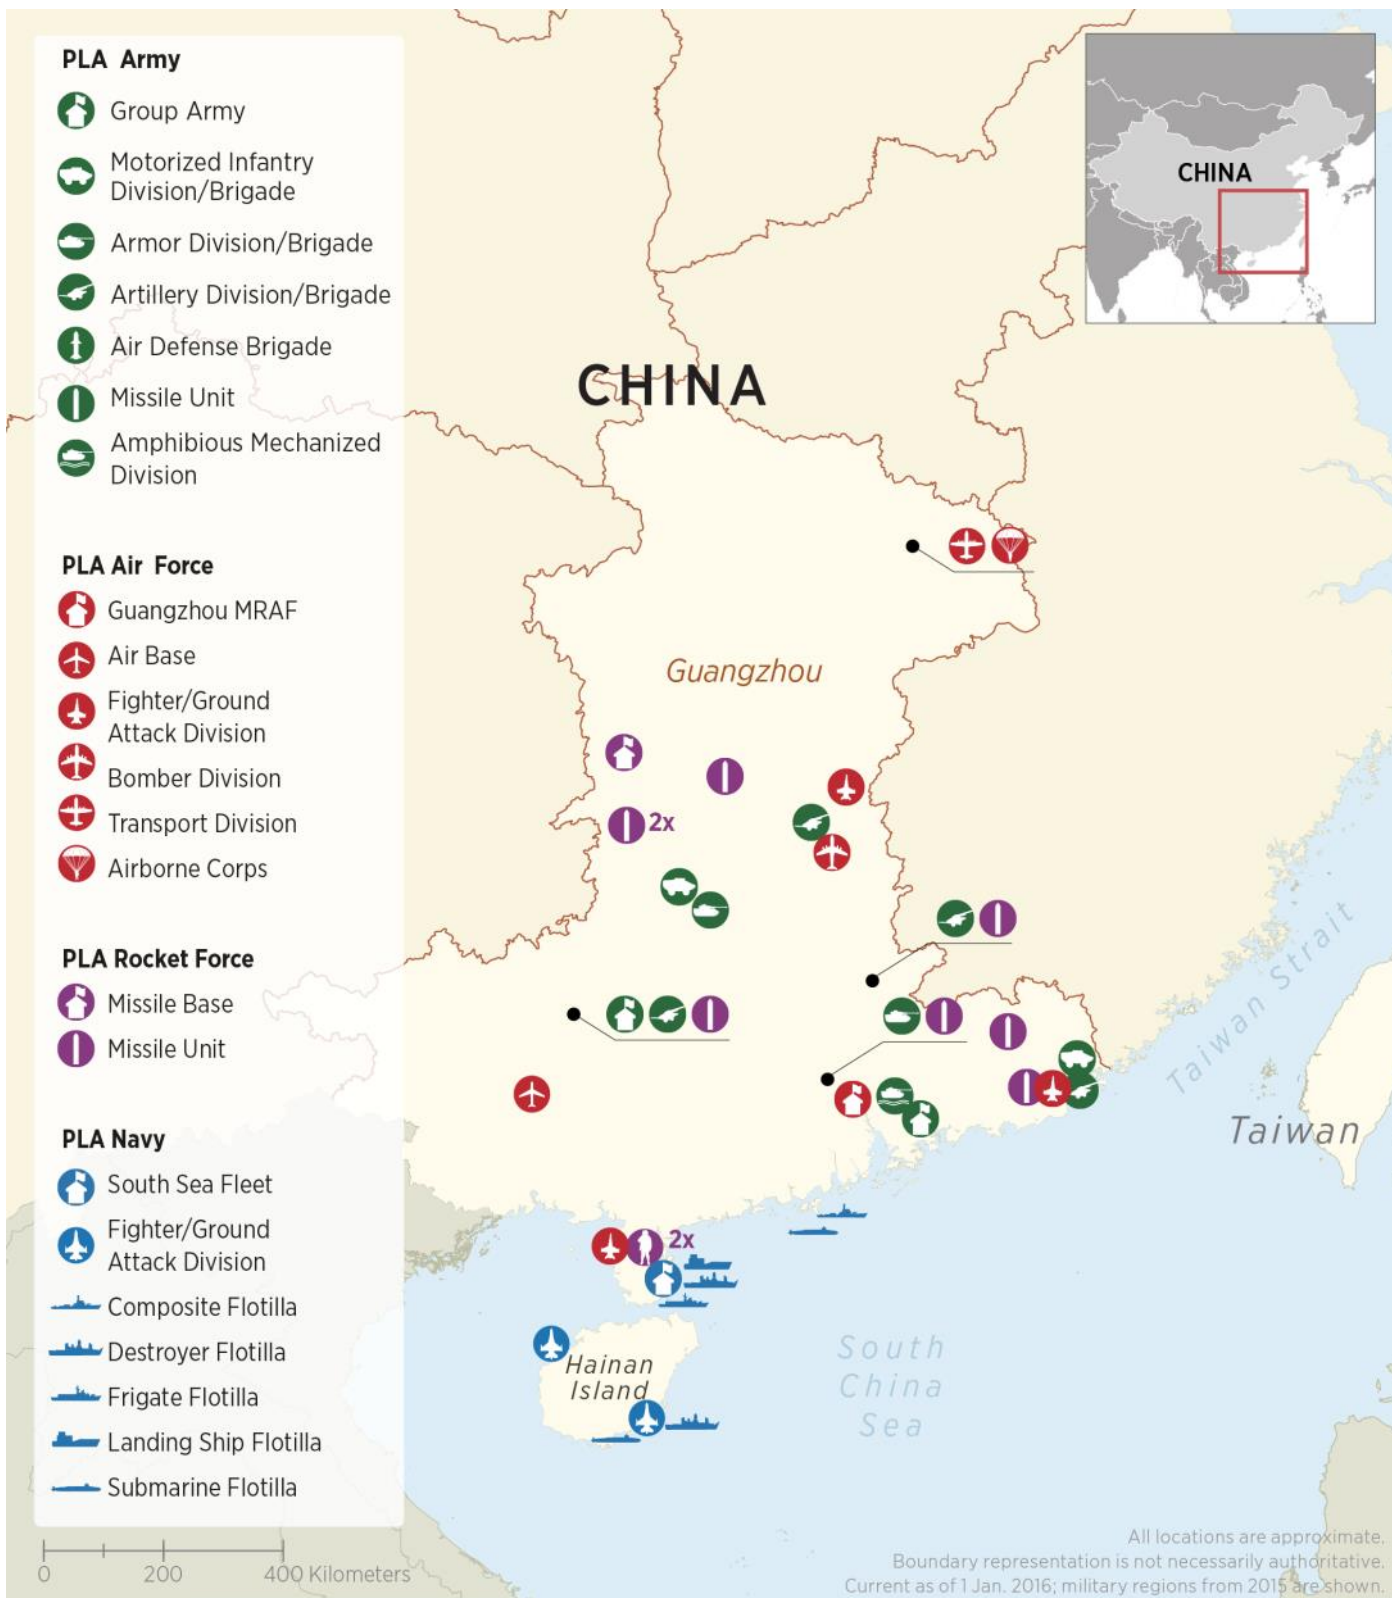 PLA Army
Group Army
Motorized Infantry
Division/Brigade
Armor Division/Brigade
Artillery Division/Brigade
Air Defense Brigade
Missile Unit
Amphibious Mechanized
Division
PLA Air Force
Guangzhou MRAF
Air Base
Fighter/Ground
Attack Division
Bomber Division
Transport Division
Airborne Corps
PLA Rocket Force
Missile Base
Missile Unit
PLA Navy
South Sea Fleet
Fighter/Ground
Attack Division
Composite Flotilla
Destroyer Flotilla
Frigate Flotilla
Landing Ship Flotilla
Submarine Flotilla
0 200 400 Kilometers
CHINA
CHINA
Guangzhou
2x
Taiwan Strait
Taiwan
2x
Hainan
Island
South
China
Sea
All locations are approximate.
Boundary representation is not necessarily authoritative.
Current as of 1 Jan. 2016; military regions from 2015 are shown.